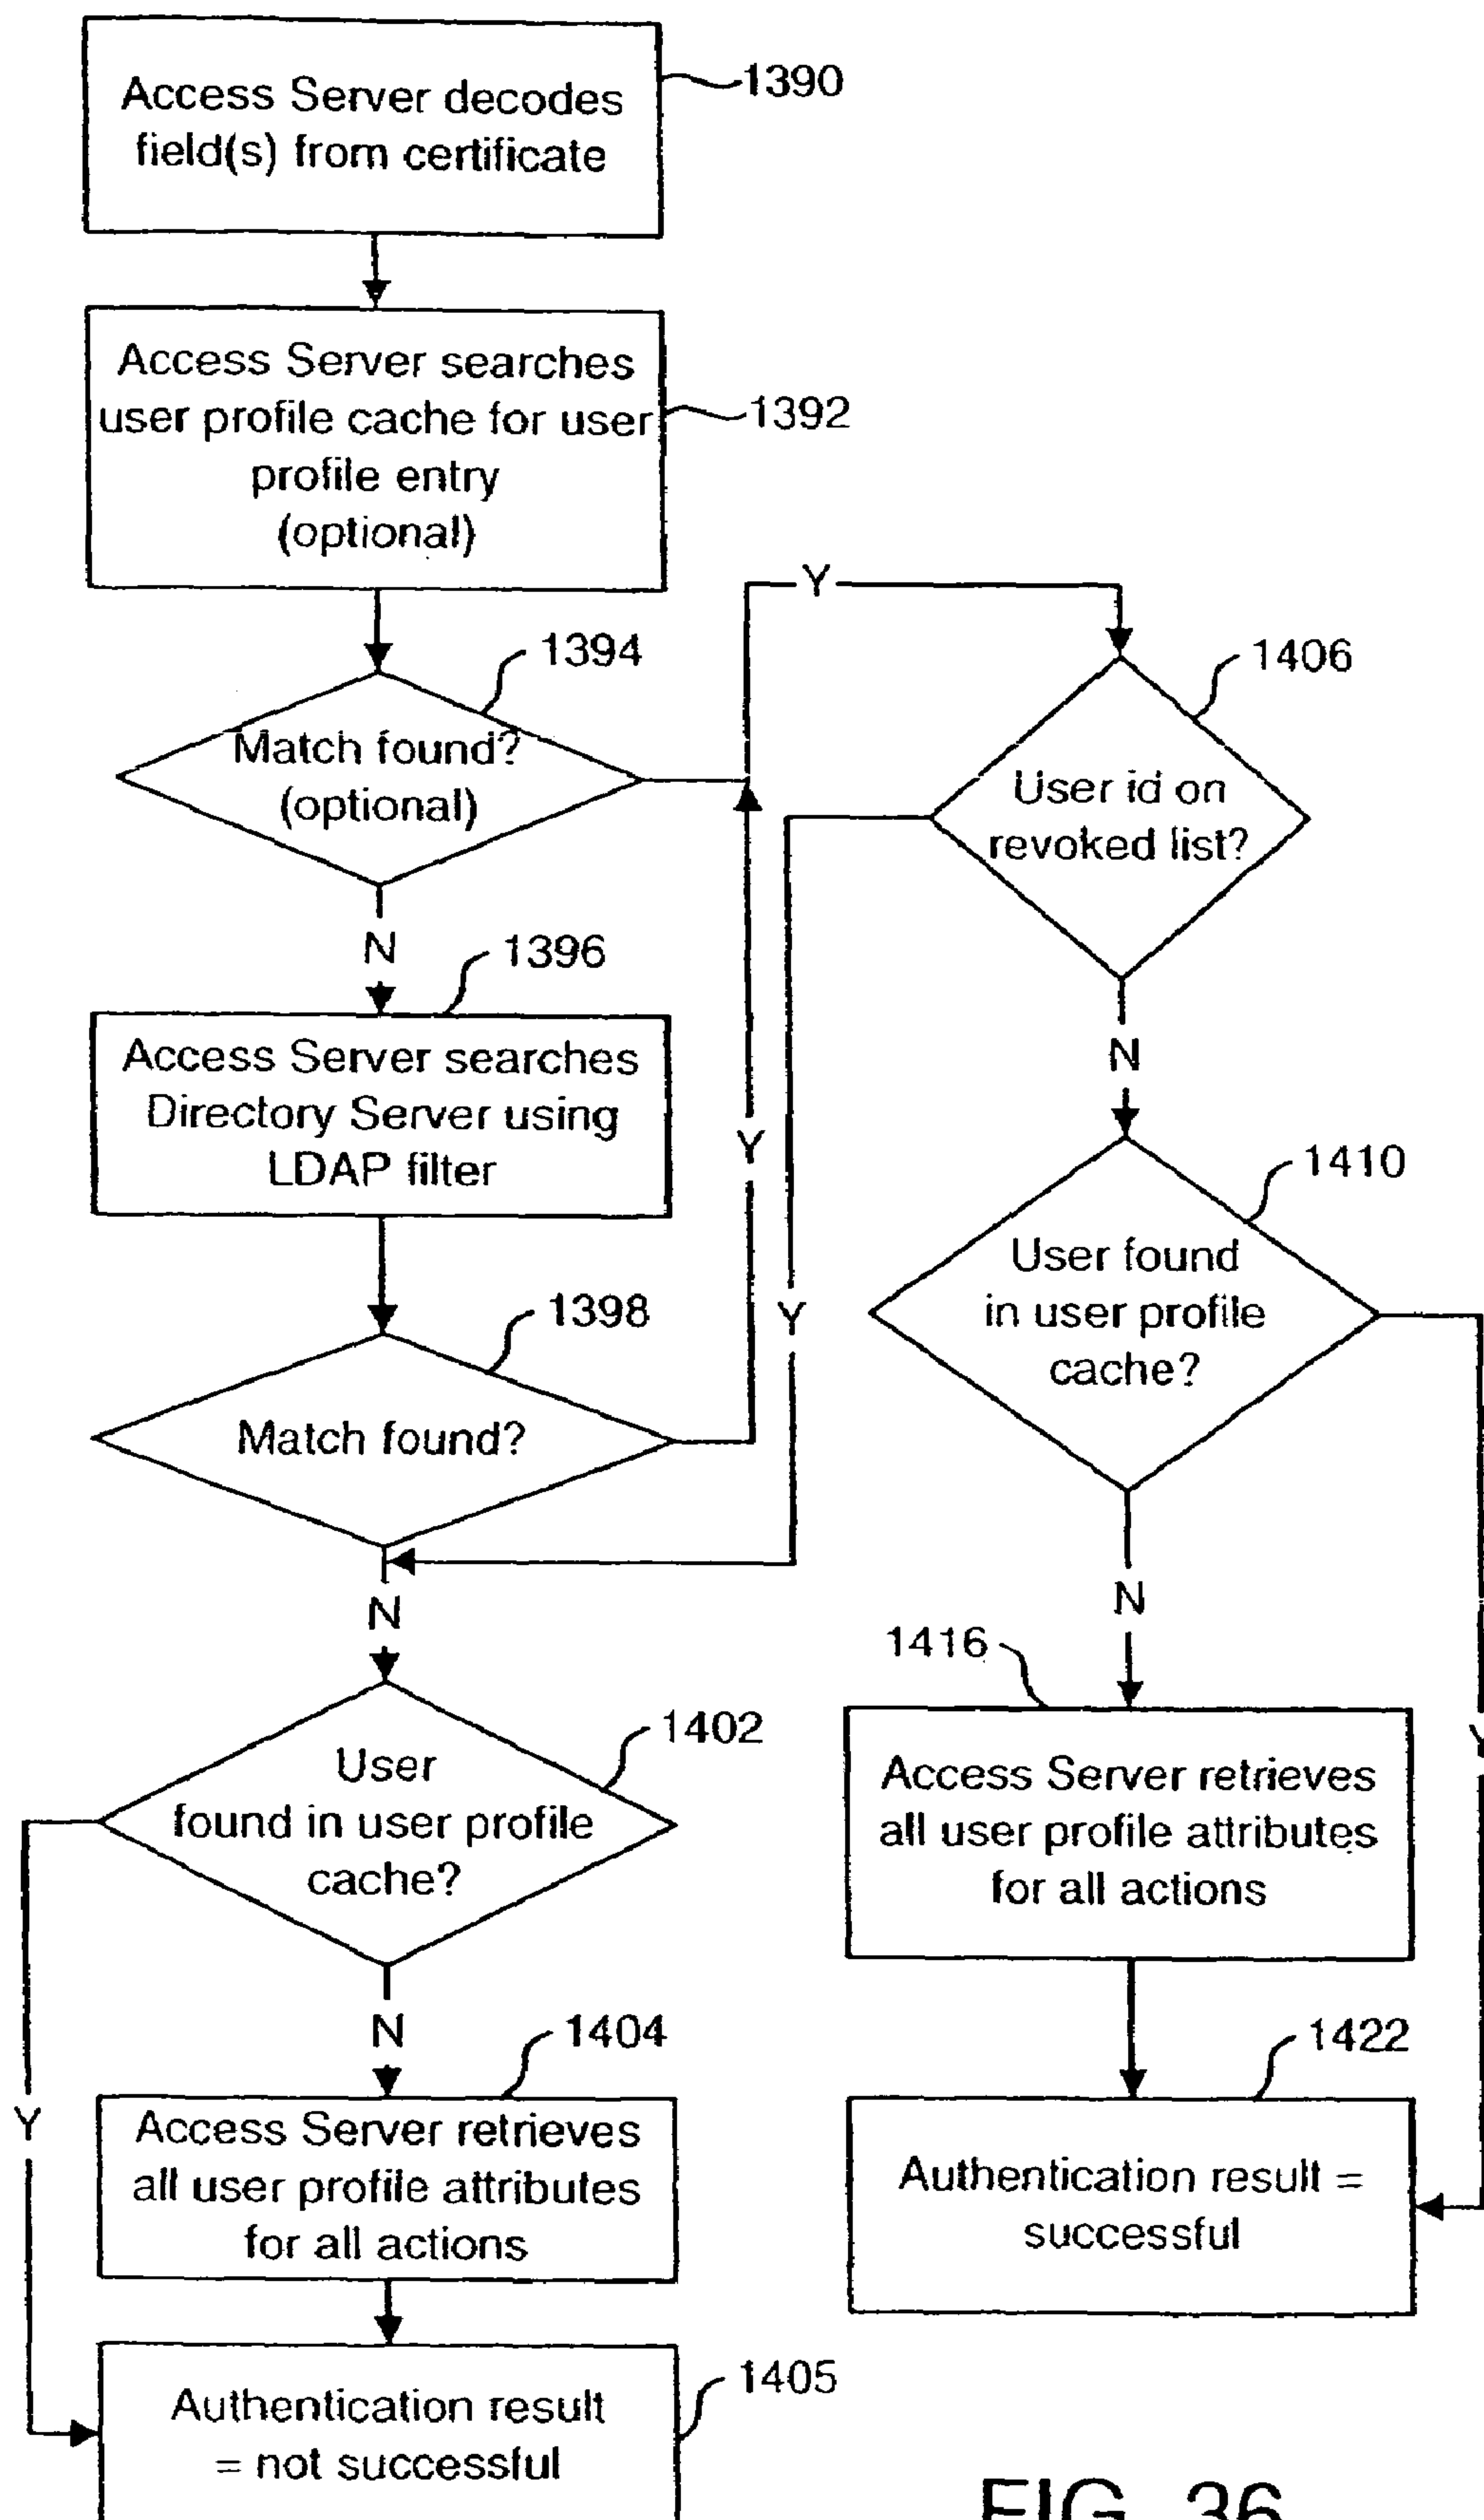 Access Server decodes
field(s) from certificate
1390
Access Server searches
user profile cache for user
profile entry
(optional)
1392
Match found?
(optional)
1394
Y
N
Access Server searches
Directory Server using
LDAP filter
1396
Match found?
1398
Y
N
User id on
revoked list?
1406
Y
N
User found
in user profile
cache?
1410
Y
N
Access Server retrieves
all user profile attributes
for all actions
1416
Authentication result =
successful
1422
User
found in user profile
cache?
1402
Y
N
Access Server retrieves
all user profile attributes
for all actions
1404
Authentication result
= not successful
1405
FIG. 36